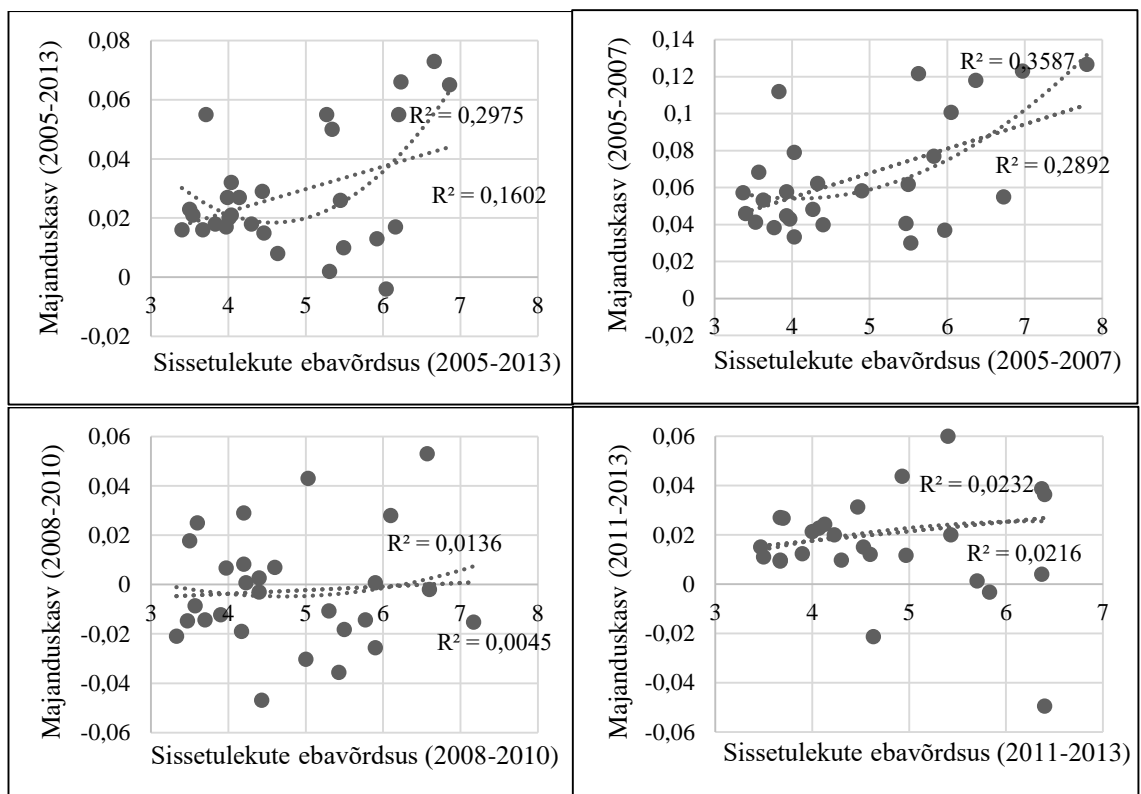 Majanduskasv (2005-2013)
0,08
0,06
0,04
0,02
0
-0,02
R² = 0,2975
R² = 0,1602
3 4 5 6 7 8
Sissetulekute ebavõrdsus (2005-2013)
Majanduskasv (2005-2007)
0,14
0,12
0,1
0,08
0,06
0,04
0,02
0
-0,02
R² = 0,3587
R² = 0,2892
3 4 5 6 7 8
Sissetulekute ebavõrdsus (2005-2007)
Majanduskasv (2008-2010)
0,06
0,04
0,02
0
-0,02
-0,04
-0,06
R² = 0,0136
R² = 0,0045
3 4 5 6 7 8
Sissetulekute ebavõrdsus (2008-2010)
Majanduskasv (2011-2013)
0,06
0,04
0,02
0
-0,02
-0,04
-0,06
R² = 0,0232
R² = 0,0216
3 4 5 6 7
Sissetulekute ebavõrdsus (2011-2013)